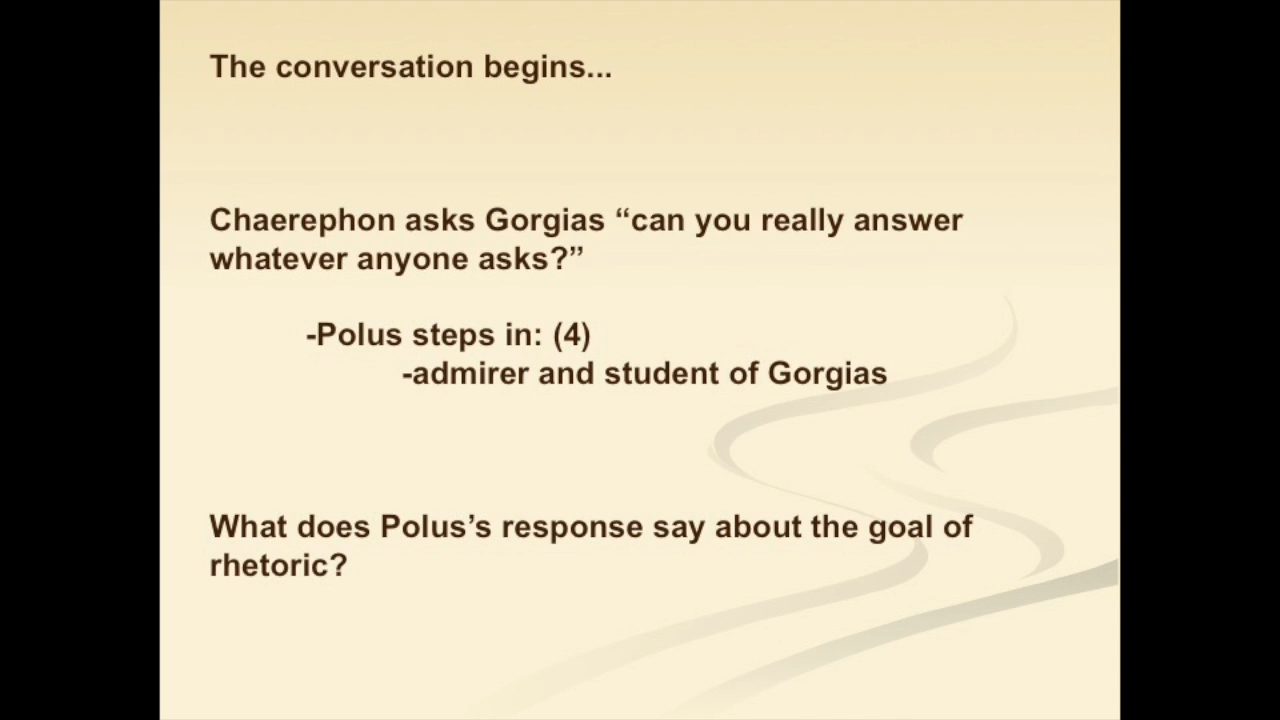 The conversation begins...
Chaerephon asks Gorgias “can you really answer
whatever anyone asks?”
-Polus steps in: (4)
-admirer and student of Gorgias
What does Polus’s response say about the goal of
rhetoric?